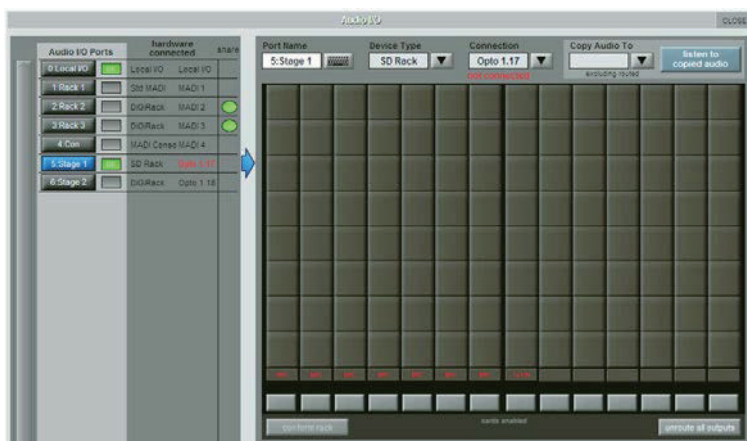 Audio I/O
CLOSE
Audio I/O Ports
hardware connected
share
0:Local I/O
Local I/O
Local I/O
1:Rack 1
Std MADI
MADI 1
2:Rack 2
DiGiRack
MADI 2
3:Rack 3
DiGiRack
MADI 3
4:Con
MADI Conso
MADI 4
5:Stage 1
SD Rack
Opto 1.17
6:Stage 2
DiGiRack
Opto 1.18
Port Name
5:Stage 1
Device Type
SD Rack
Connection
Opto 1.17
not connected
Copy Audio To
excluding routed
listen to
copied audio
cards enabled
conform rack
unroute all outputs